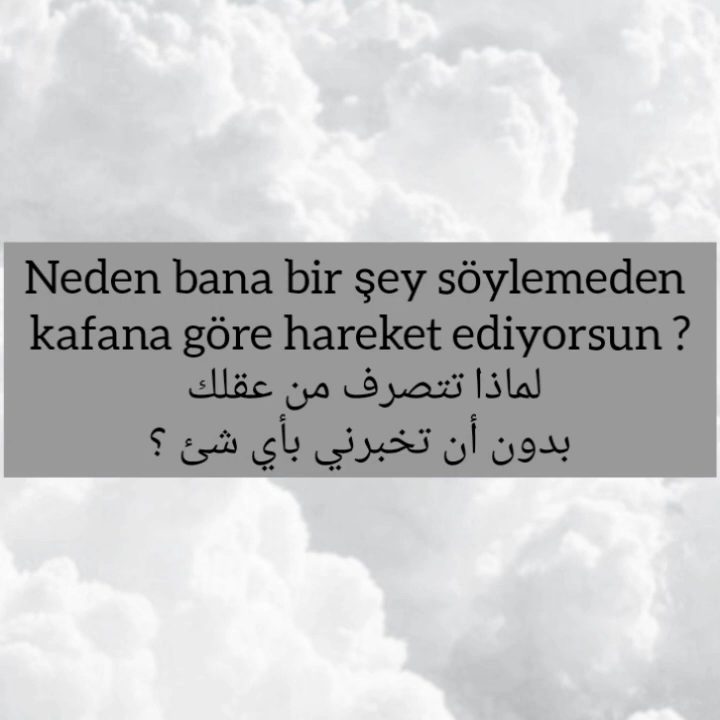 Neden bana bir şey söylemeden
kafana göre hareket ediyorsun ?
لماذا تتصرف من عقلك
بدون أن تخبرني بأي شئ ؟